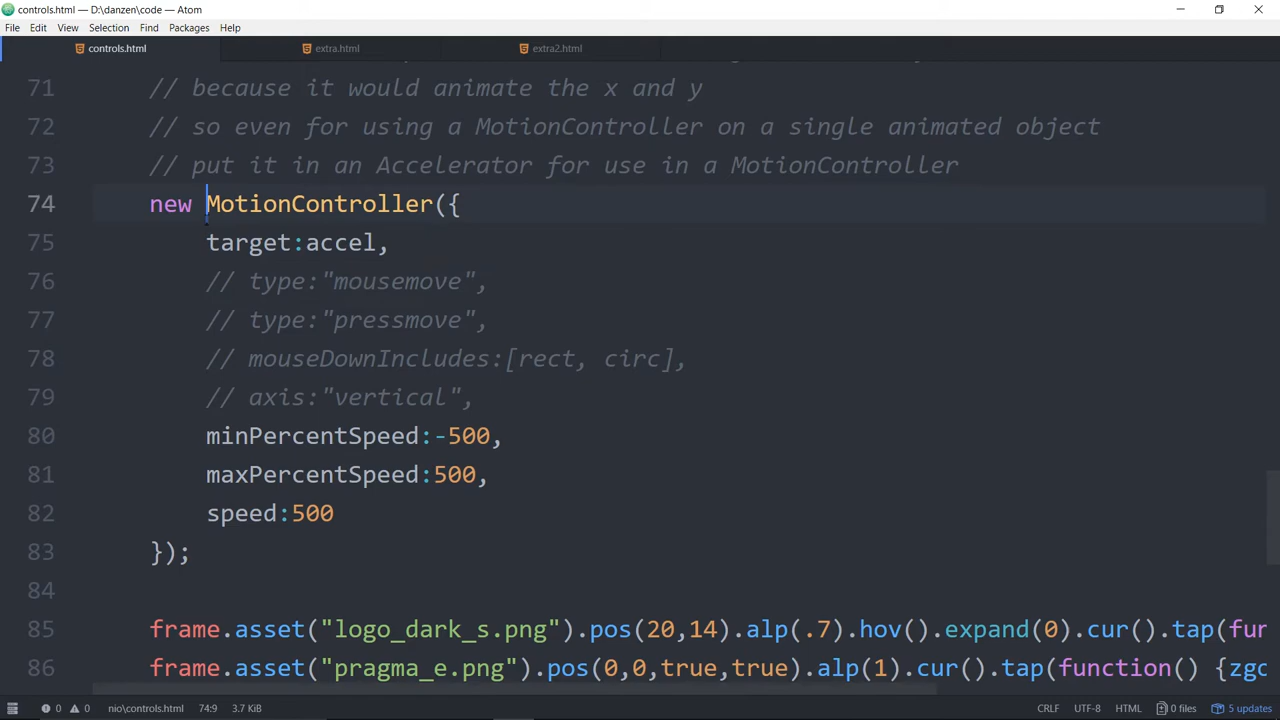 controls.html — D:\danzen\code — Atom
File Edit View Selection Find Packages Help
controls.html extra.html extra2.html
71 // because it would animate the x and y
72 // so even for using a MotionController on a single animated object
73 // put it in an Accelerator for use in a MotionController
74 new MotionController({
75 target:accel,
76 // type:"mousemove",
77 // type:"pressmove",
78 // mouseDownIncludes:[rect, circ],
79 // axis:"vertical",
80 minPercentSpeed:-500,
81 maxPercentSpeed:500,
82 speed:500
83 });
84
85 frame.asset("logo_dark_s.png").pos(20,14).alp(.7).hov().expand(0).cur().tap(fur
86 frame.asset("pragma_e.png").pos(0,0,true,true).alp(1).cur().tap(function() {zgo
0 0 nio\controls.html 74:9 3.7 KiB CRLF UTF-8 HTML 0 files 5 updates